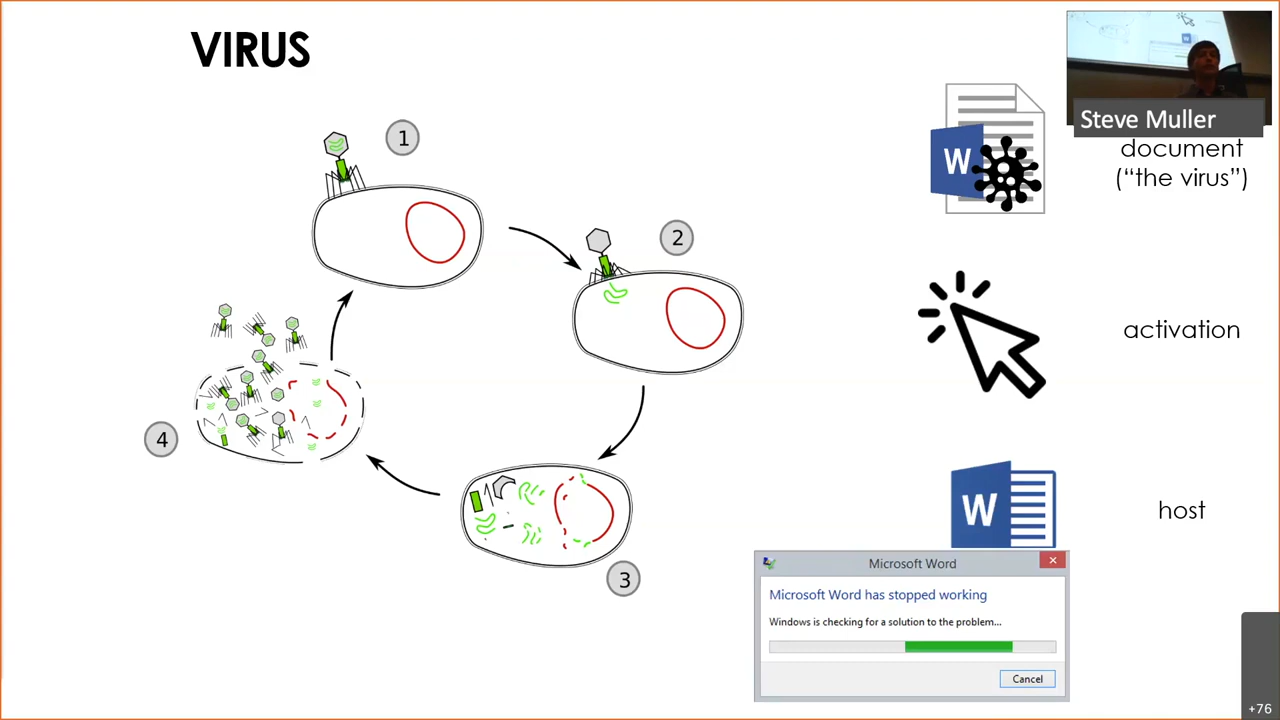 VIRUS
1
2
3
4
Steve Muller
W
document
(“the virus”)
activation
W
host
Microsoft Word
Microsoft Word has stopped working
Windows is checking for a solution to the problem...
Cancel
+76